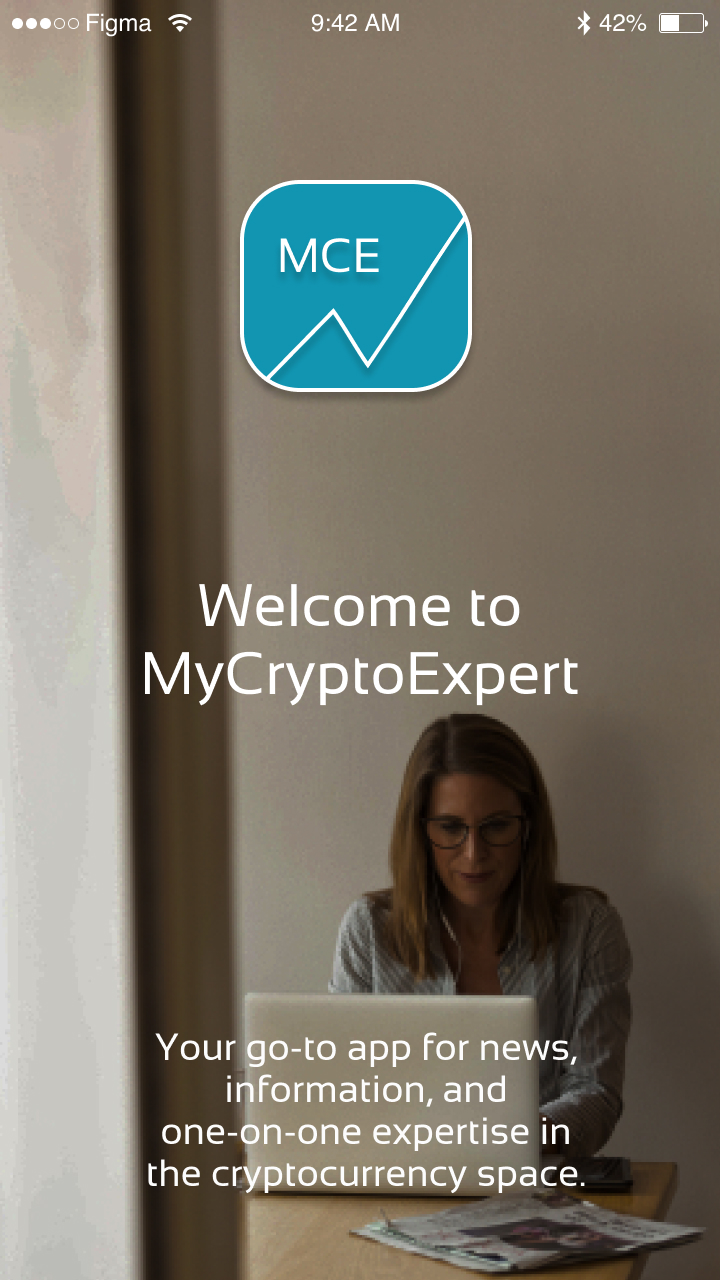 Figma 9:42 AM 42%
MCE
Welcome to
MyCryptoExpert
Your go-to app for news,
information, and
one-on-one expertise in
the cryptocurrency space.